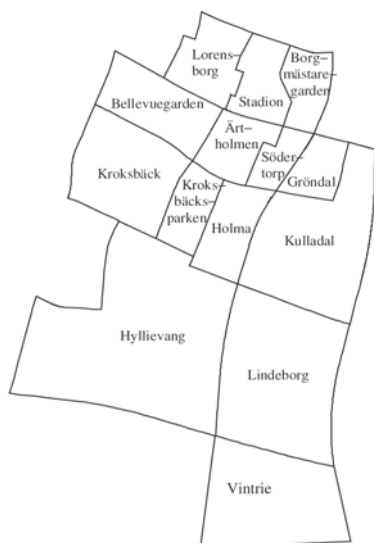 Lorens–
borg
Borg–
mästare–
garden
Bellevuegarden
Stadion
Ärt–
holmen
Söder–
torp
Gröndal
Kroksbäck
Kroks–
bäcks–
parken
Holma
Kulladal
Hyllievang
Lindeborg
Vintrie